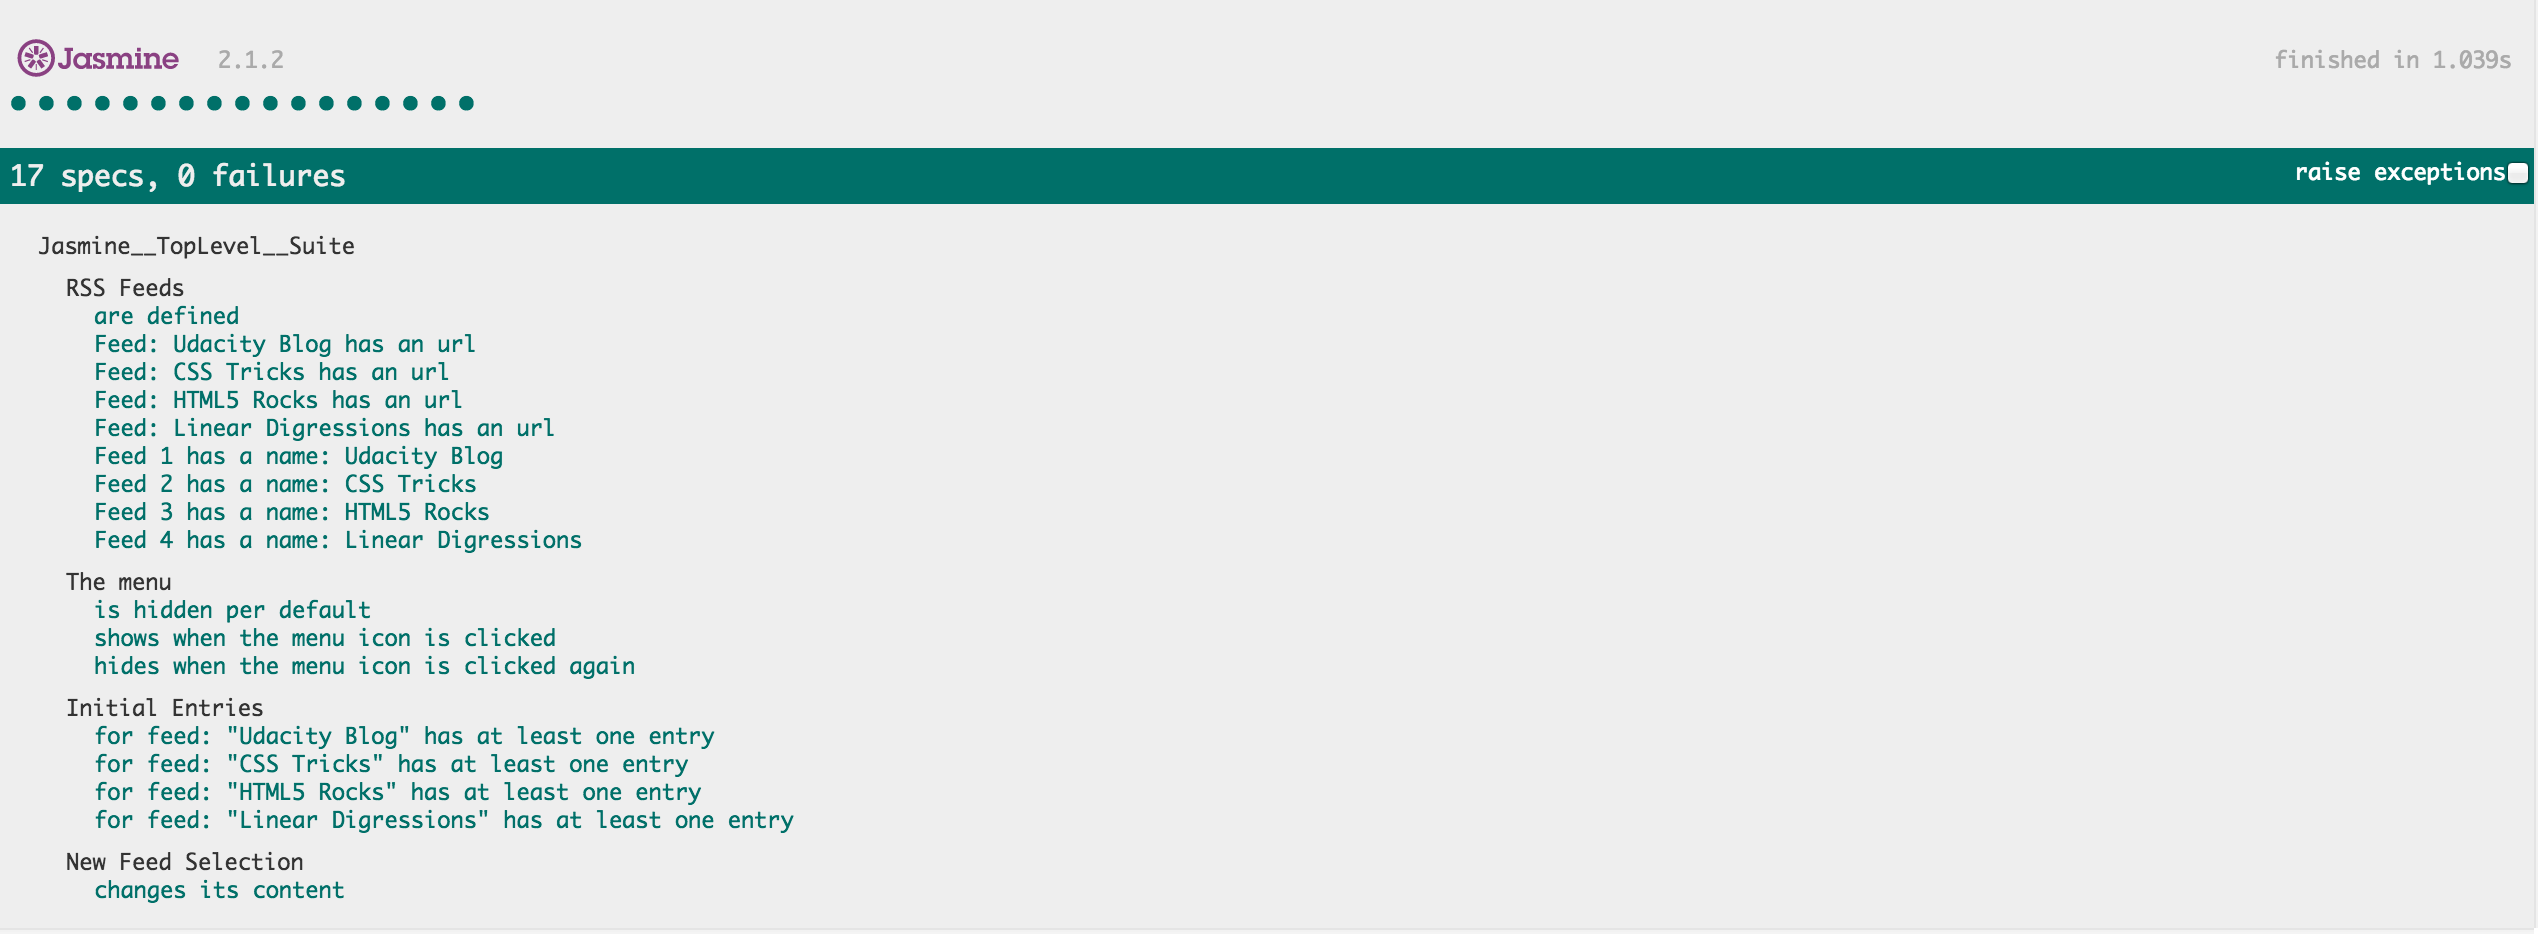 Jasmine 2.1.2 finished in 1.039s
17 specs, 0 failures raise exceptions
Jasmine__TopLevel__Suite
RSS Feeds
are defined
Feed: Udacity Blog has an url
Feed: CSS Tricks has an url
Feed: HTML5 Rocks has an url
Feed: Linear Digressions has an url
Feed 1 has a name: Udacity Blog
Feed 2 has a name: CSS Tricks
Feed 3 has a name: HTML5 Rocks
Feed 4 has a name: Linear Digressions
The menu
is hidden per default
shows when the menu icon is clicked
hides when the menu icon is clicked again
Initial Entries
for feed: "Udacity Blog" has at least one entry
for feed: "CSS Tricks" has at least one entry
for feed: "HTML5 Rocks" has at least one entry
for feed: "Linear Digressions" has at least one entry
New Feed Selection
changes its content